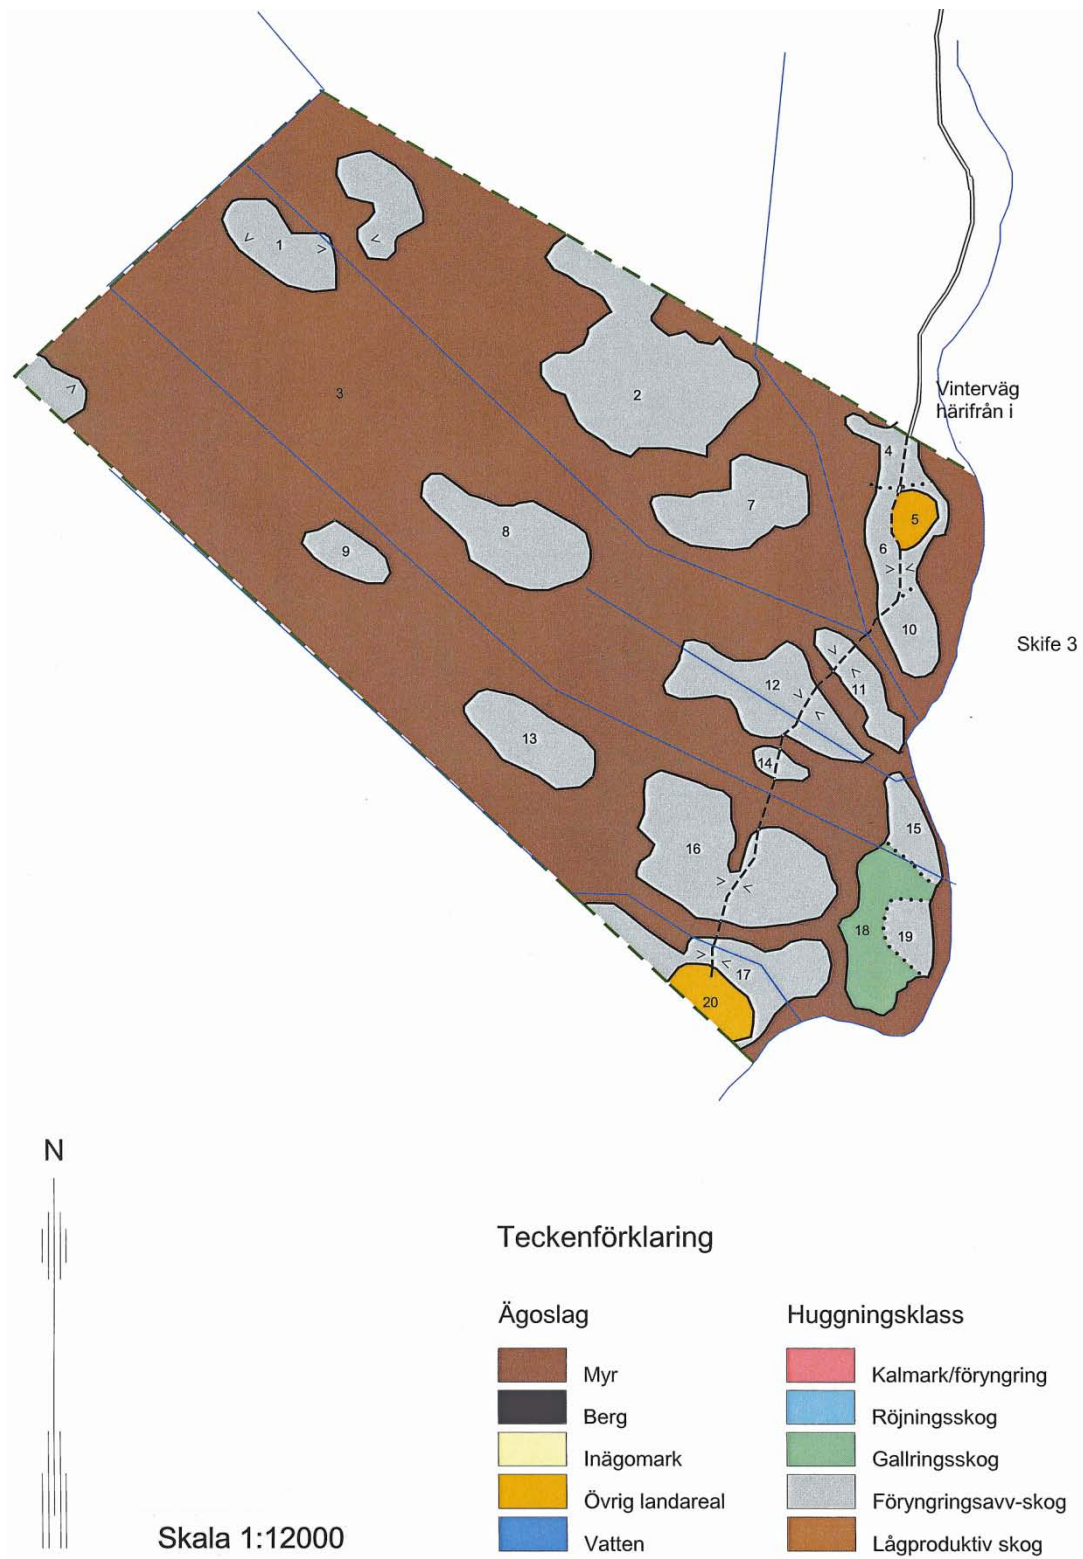 1
2
3
Vinterväg
härifrån i
4
5
7
8
6
9
10
Skife 3
12
11
13
14
15
16
18
19
17
20
N
Teckenförklaring
Ägoslag
Huggningsklass
Myr
Kalmark/föryngring
Berg
Röjningsskog
Inägomark
Gallringsskog
Övrig landareal
Föryngringsavv-skog
Skala 1:12000
Vatten
Lågproduktiv skog